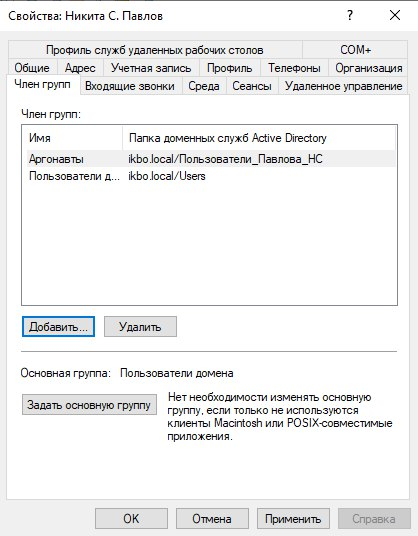 Свойства: Никита С. Павлов
Профиль служб удаленных рабочих столов COM+
Общие Адрес Учетная запись Профиль Телефоны Организация
Член групп Входящие звонки Среда Сеансы Удаленное управление
Член групп:
Имя Папка доменных служб Active Directory
Аргонавты ikbo.local/Пользователи_Павлова_НС
Пользователи д... ikbo.local/Users
Добавить... Удалить
Основная группа: Пользователи домена
Задать основную группу
Нет необходимости изменять основную
группу, если только не используются
клиенты Macintosh или POSIX-совместимые
приложения.
OK Отмена Применить Справка